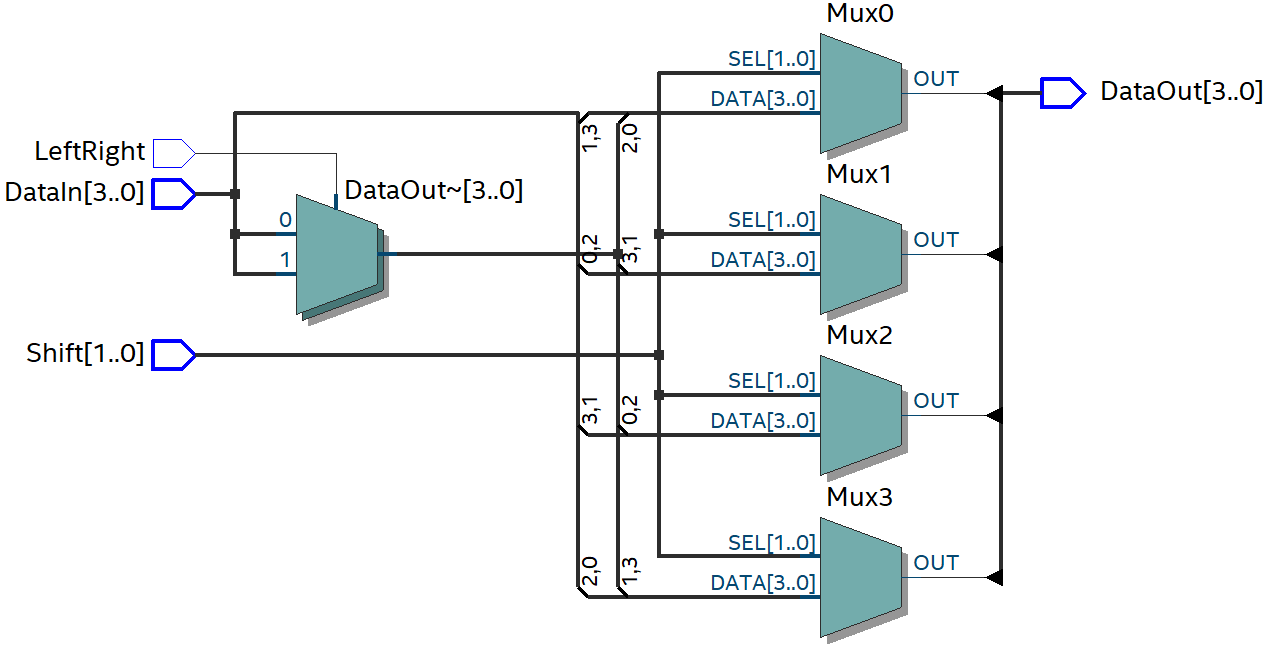 Mux0
SEL[1..0]
OUT
DataOut[3..0]
DATA[3..0]
1,3
2,0
LeftRight
Mux1
DataIn[3..0]
DataOut~[3..0]
0
SEL[1..0]
OUT
0,2
3,1
1
DATA[3..0]
Mux2
Shift[1..0]
SEL[1..0]
OUT
3,1
0,2
DATA[3..0]
Mux3
SEL[1..0]
OUT
2,0
1,3
DATA[3..0]